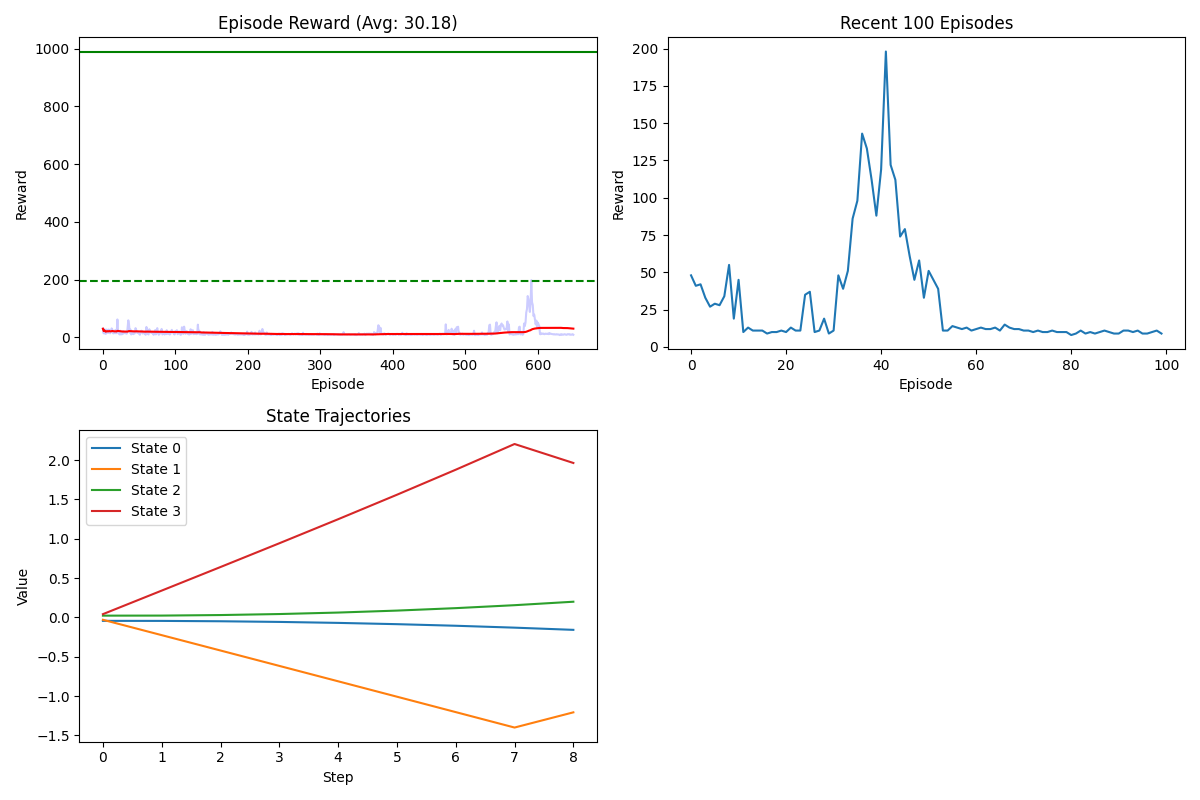 Episode Reward (Avg: 30.18)
1000
800
600
400
200
0
Reward
0 100 200 300 400 500 600
Episode
Recent 100 Episodes
200
175
150
125
100
75
50
25
0
Reward
0 20 40 60 80 100
Episode
State Trajectories
State 0
State 1
State 2
State 3
2.0
1.5
1.0
0.5
0.0
−0.5
−1.0
−1.5
Value
0 1 2 3 4 5 6 7 8
Step